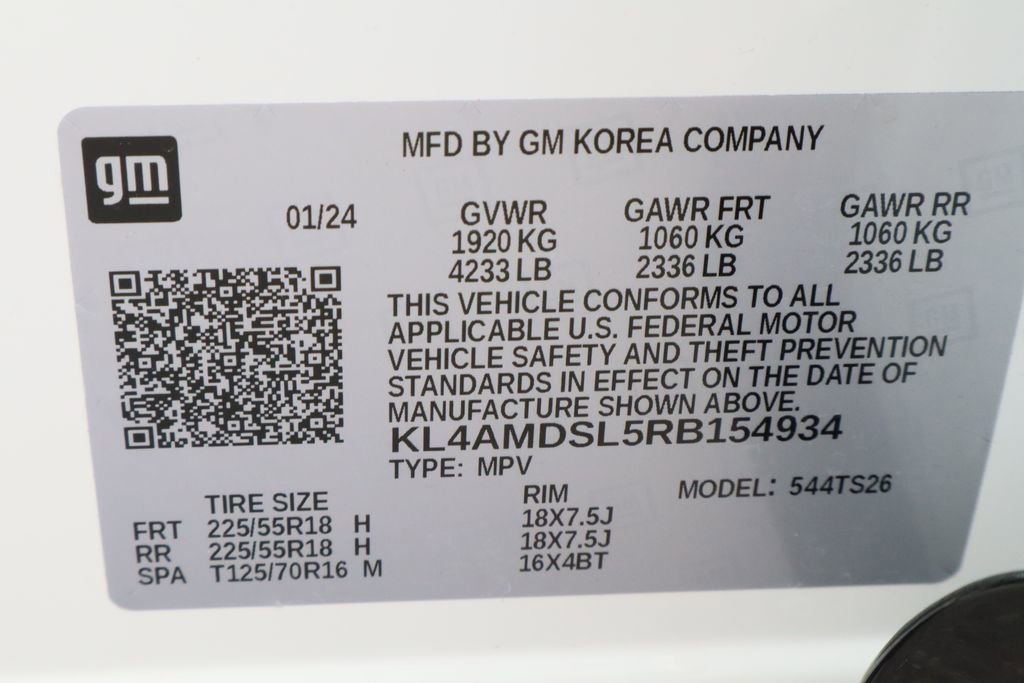 gm
MFD BY GM KOREA COMPANY
01/24
GVWR GAWR FRT GAWR RR
1920 KG 1060 KG 1060 KG
4233 LB 2336 LB 2336 LB
THIS VEHICLE CONFORMS TO ALL
APPLICABLE U.S. FEDERAL MOTOR
VEHICLE SAFETY AND THEFT PREVENTION
STANDARDS IN EFFECT ON THE DATE OF
MANUFACTURE SHOWN ABOVE.
KL4AMDSL5RB154934
TYPE: MPV
MODEL: 544TS26
TIRE SIZE RIM
FRT 225/55R18 H 18X7.5J
RR 225/55R18 H 18X7.5J
SPA T125/70R16 M 16X4BT